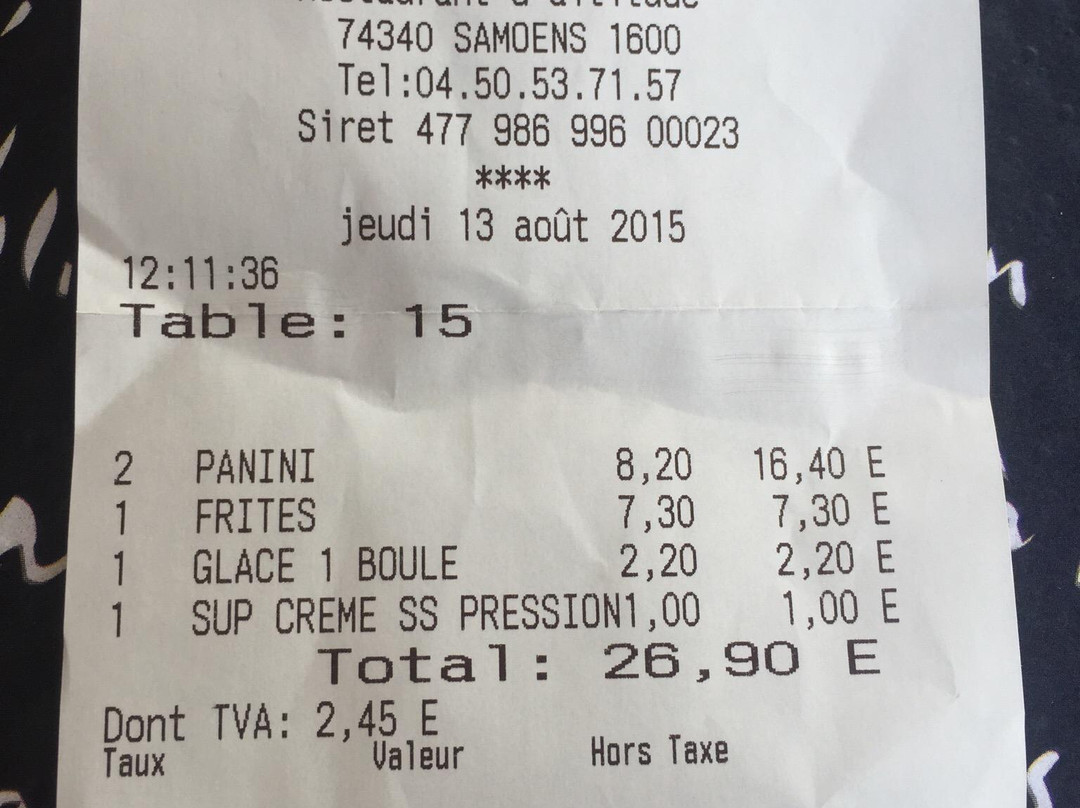 Restaurant d'altitude
74340 SAMOENS 1600
Tel:04.50.53.71.57
Siret 477 986 996 00023
****
jeudi 13 août 2015
12:11:36
Table: 15
2 PANINI 8,20 16,40 E
1 FRITES 7,30 7,30 E
1 GLACE 1 BOULE 2,20 2,20 E
1 SUP CREME SS PRESSION1,00 1,00 E
Total: 26,90 E
Dont TVA: 2,45 E
Taux Valeur Hors Taxe